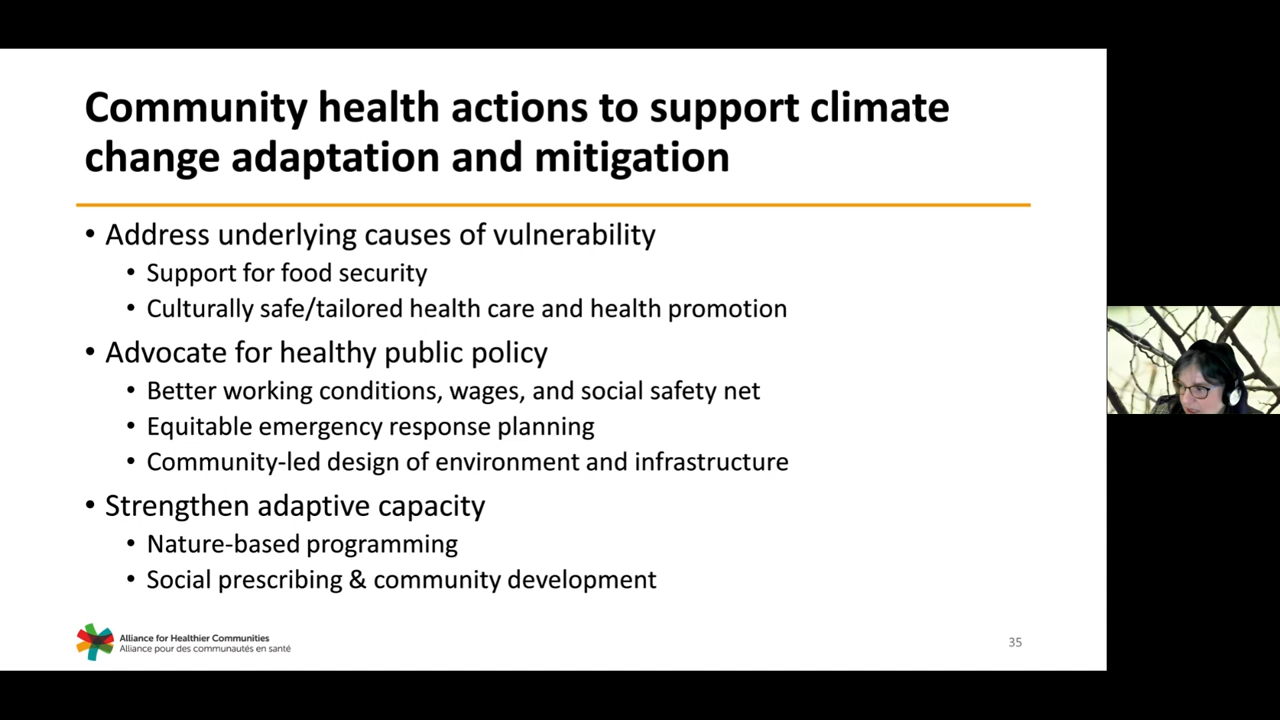 Community health actions to support climate
change adaptation and mitigation
• Address underlying causes of vulnerability
• Support for food security
• Culturally safe/tailored health care and health promotion
• Advocate for healthy public policy
• Better working conditions, wages, and social safety net
• Equitable emergency response planning
• Community-led design of environment and infrastructure
• Strengthen adaptive capacity
• Nature-based programming
• Social prescribing & community development
Alliance for Healthier Communities
Alliance pour des communautés en santé
35